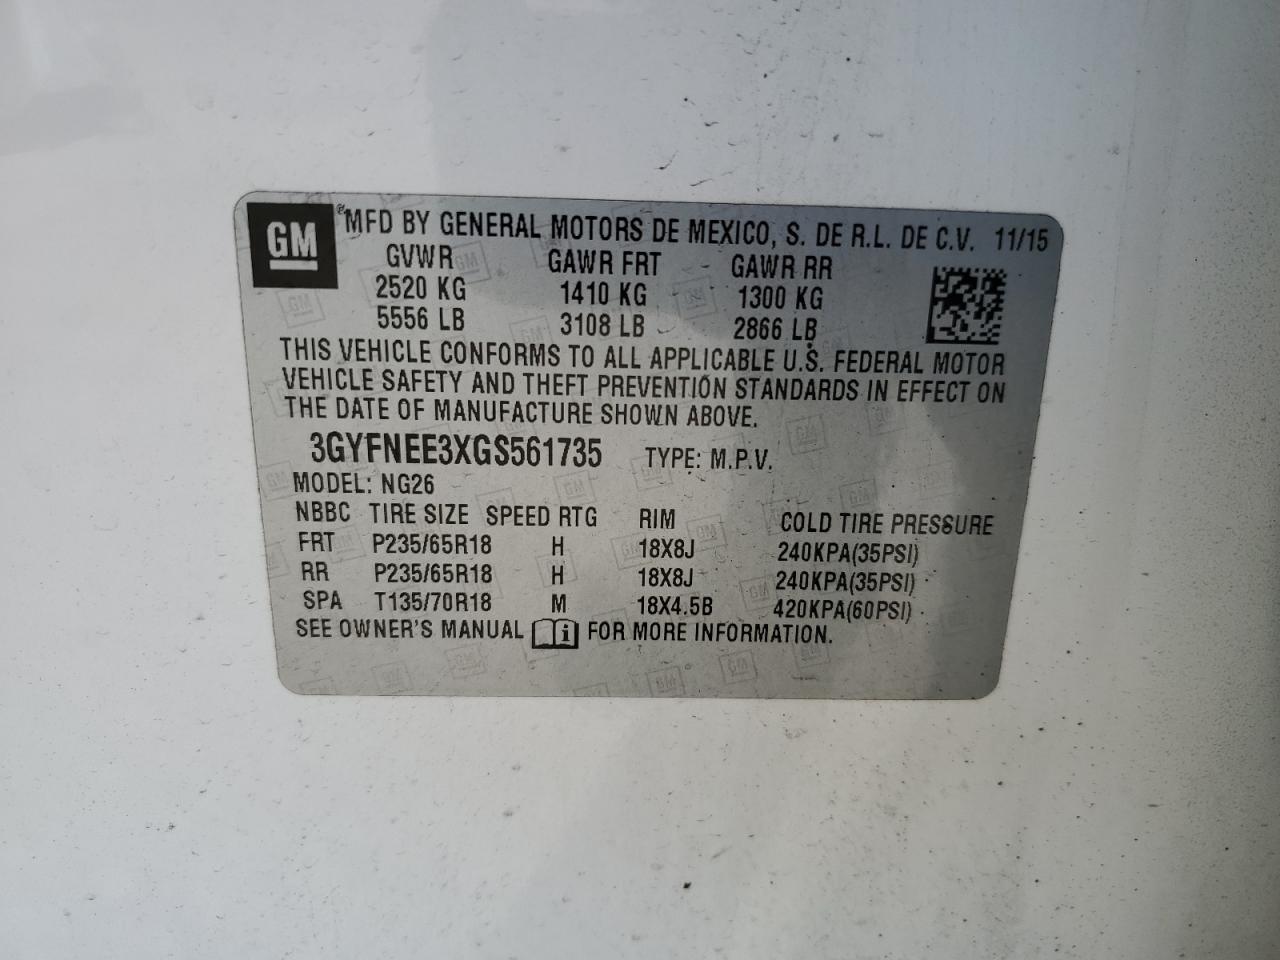 GM ® MFD BY GENERAL MOTORS DE MEXICO, S. DE R.L. DE C.V. 11/15
GVWR GAWR FRT GAWR RR
2520 KG 1410 KG 1300 KG
5556 LB 3108 LB 2866 LB
THIS VEHICLE CONFORMS TO ALL APPLICABLE U.S. FEDERAL MOTOR
VEHICLE SAFETY AND THEFT PREVENTION STANDARDS IN EFFECT ON
THE DATE OF MANUFACTURE SHOWN ABOVE.
3GYFNEE3XGS561735 TYPE: M.P.V.
MODEL: NG26
NBBC TIRE SIZE SPEED RTG RIM COLD TIRE PRESSURE
FRT P235/65R18 H 18X8J 240KPA(35PSI)
RR P235/65R18 H 18X8J 240KPA(35PSI)
SPA T135/70R18 M 18X4.5B 420KPA(60PSI)
SEE OWNER'S MANUAL i FOR MORE INFORMATION.